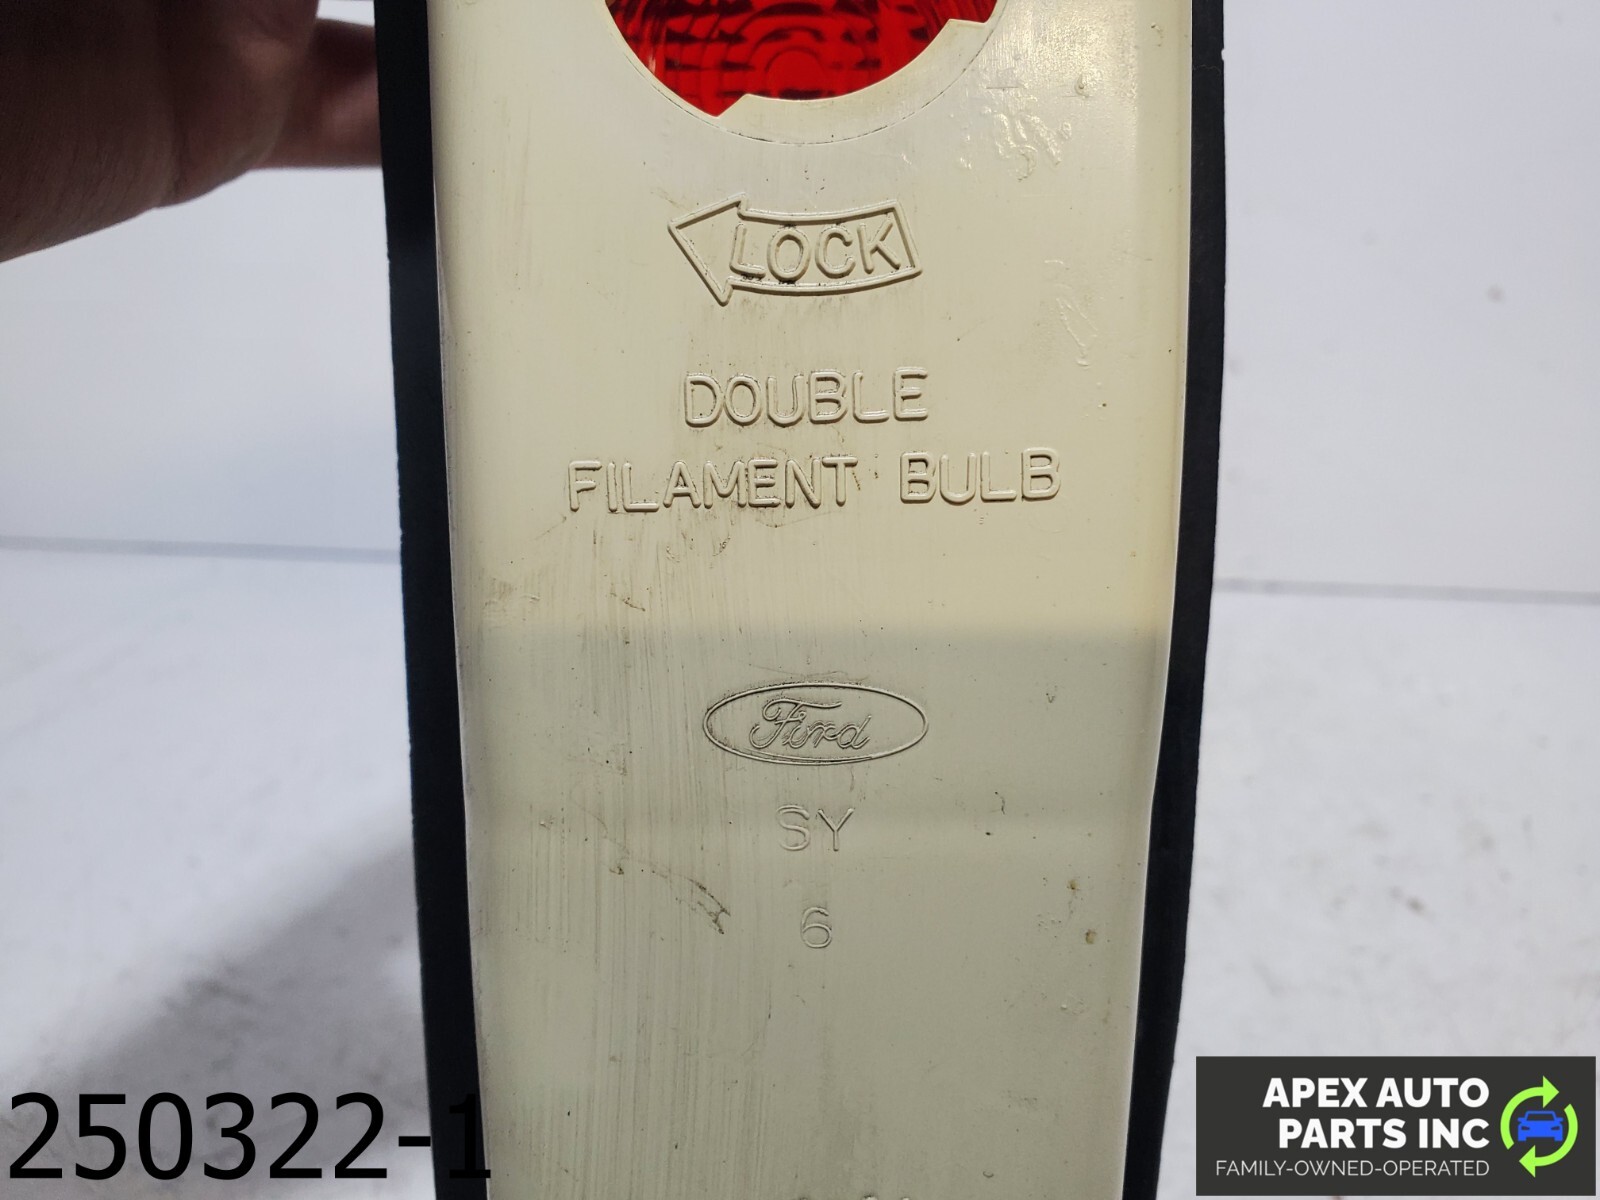 LOCK
DOUBLE
FILAMENT BULB
Ford
SY
6
250322-1
APEX AUTO
PARTS INC
FAMILY-OWNED-OPERATED